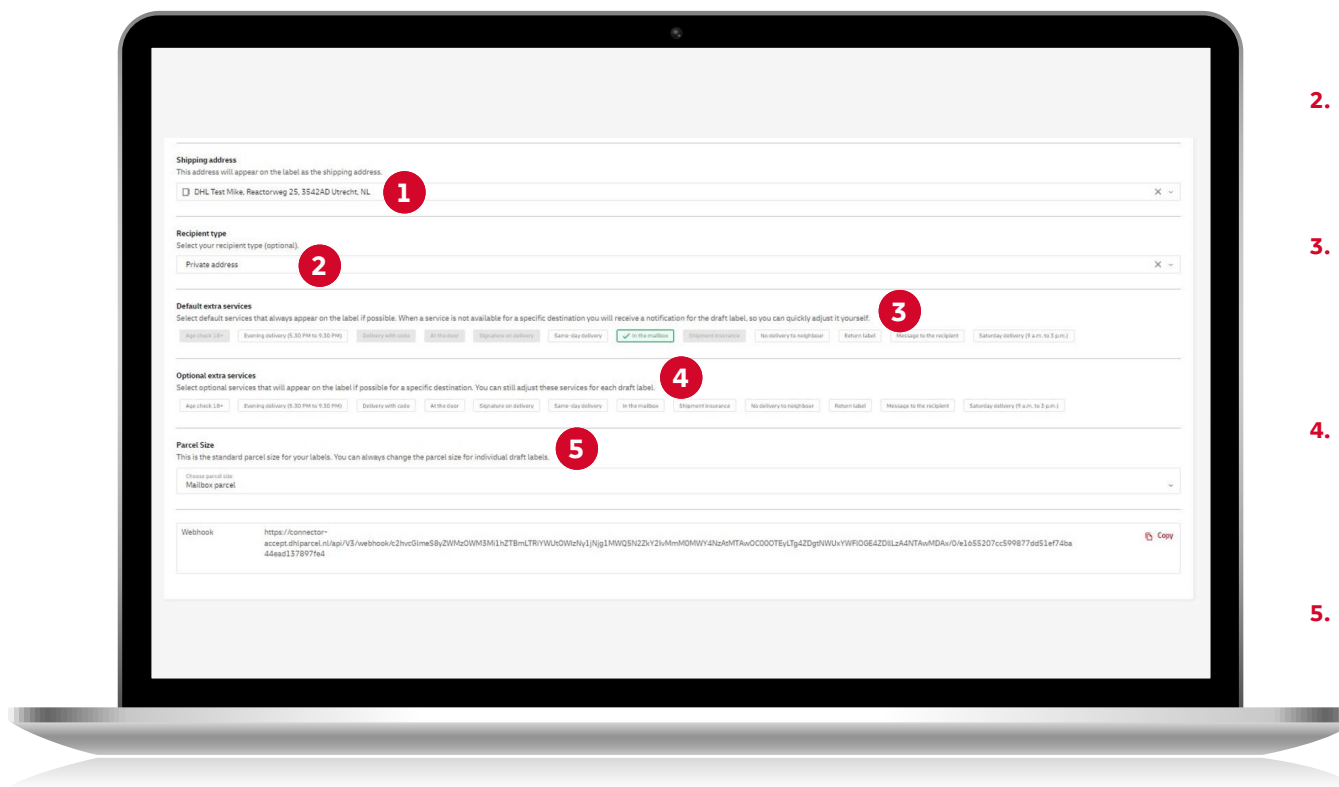 2.
3.
4.
5.
Shipping address
This address will appear on the label as the shipping address.
DHL Test Mike, Reactorweg 25, 3542AD Utrecht, NL
1
Recipient type
Select your recipient type (optional).
Private address
2
Default extra services
Select default services that always appear on the label if possible. When a service is not available for a specific destination you will receive a notification for the draft label, so you can quickly adjust it yourself.
3
Age check 18+ Evening delivery (5.30 PM to 9.30 PM) Delivery with code At the door Signature on delivery Same-day delivery In the mailbox Shipment insurance No delivery to neighbour Return label Message to the recipient Saturday delivery (9 a.m. to 3 p.m.)
Optional extra services
Select optional services that will appear on the label if possible for a specific destination. You can still adjust these services for each draft label.
4
Age check 18+ Evening delivery (5.30 PM to 9.30 PM) Delivery with code At the door Signature on delivery Same-day delivery In the mailbox Shipment insurance No delivery to neighbour Return label Message to the recipient Saturday delivery (9 a.m. to 3 p.m.)
Parcel Size
This is the standard parcel size for your labels. You can always change the parcel size for individual draft labels.
5
Choose parcel size
Mailbox parcel
Webhook
https://connector-
Copy